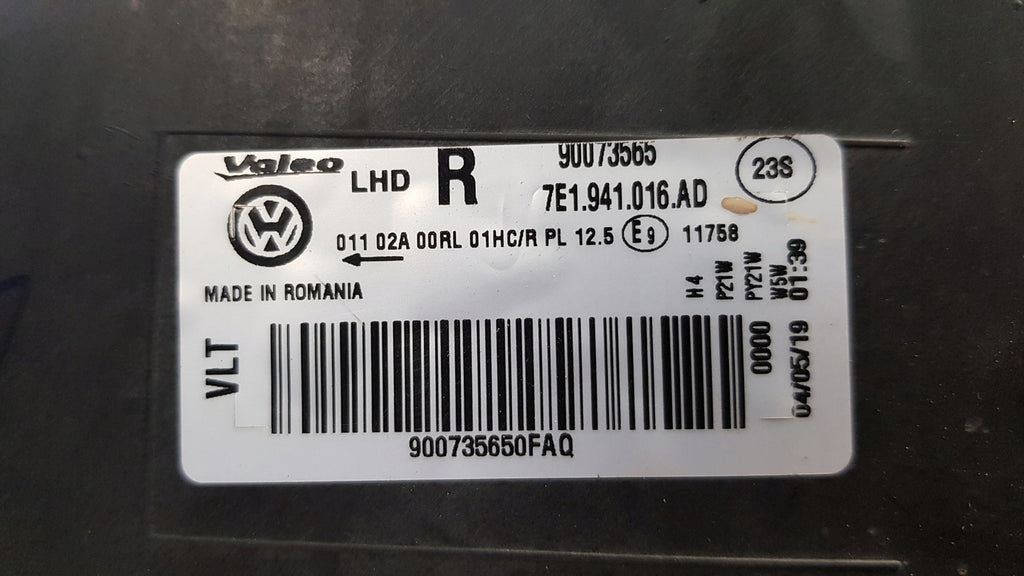 Valeo
LHD R
90073565
7E1.941.016.AD
23S
011 02A 00RL 01HC/R PL 12.5 E9 11758
MADE IN ROMANIA
H4
P21W
PY21W
W5W
01:39
VLT
0000
04/05/19
900735650FAQ